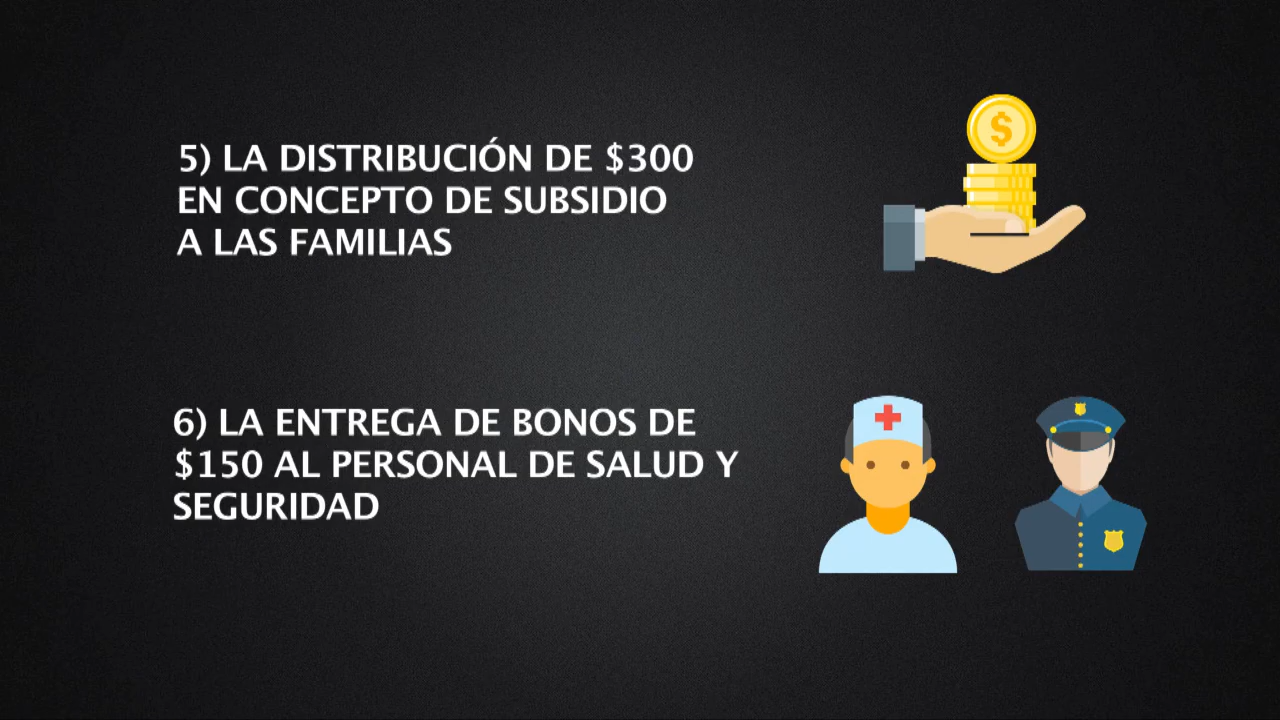 5) LA DISTRIBUCIÓN DE $300
EN CONCEPTO DE SUBSIDIO
A LAS FAMILIAS
$
6) LA ENTREGA DE BONOS DE
$150 AL PERSONAL DE SALUD Y
SEGURIDAD